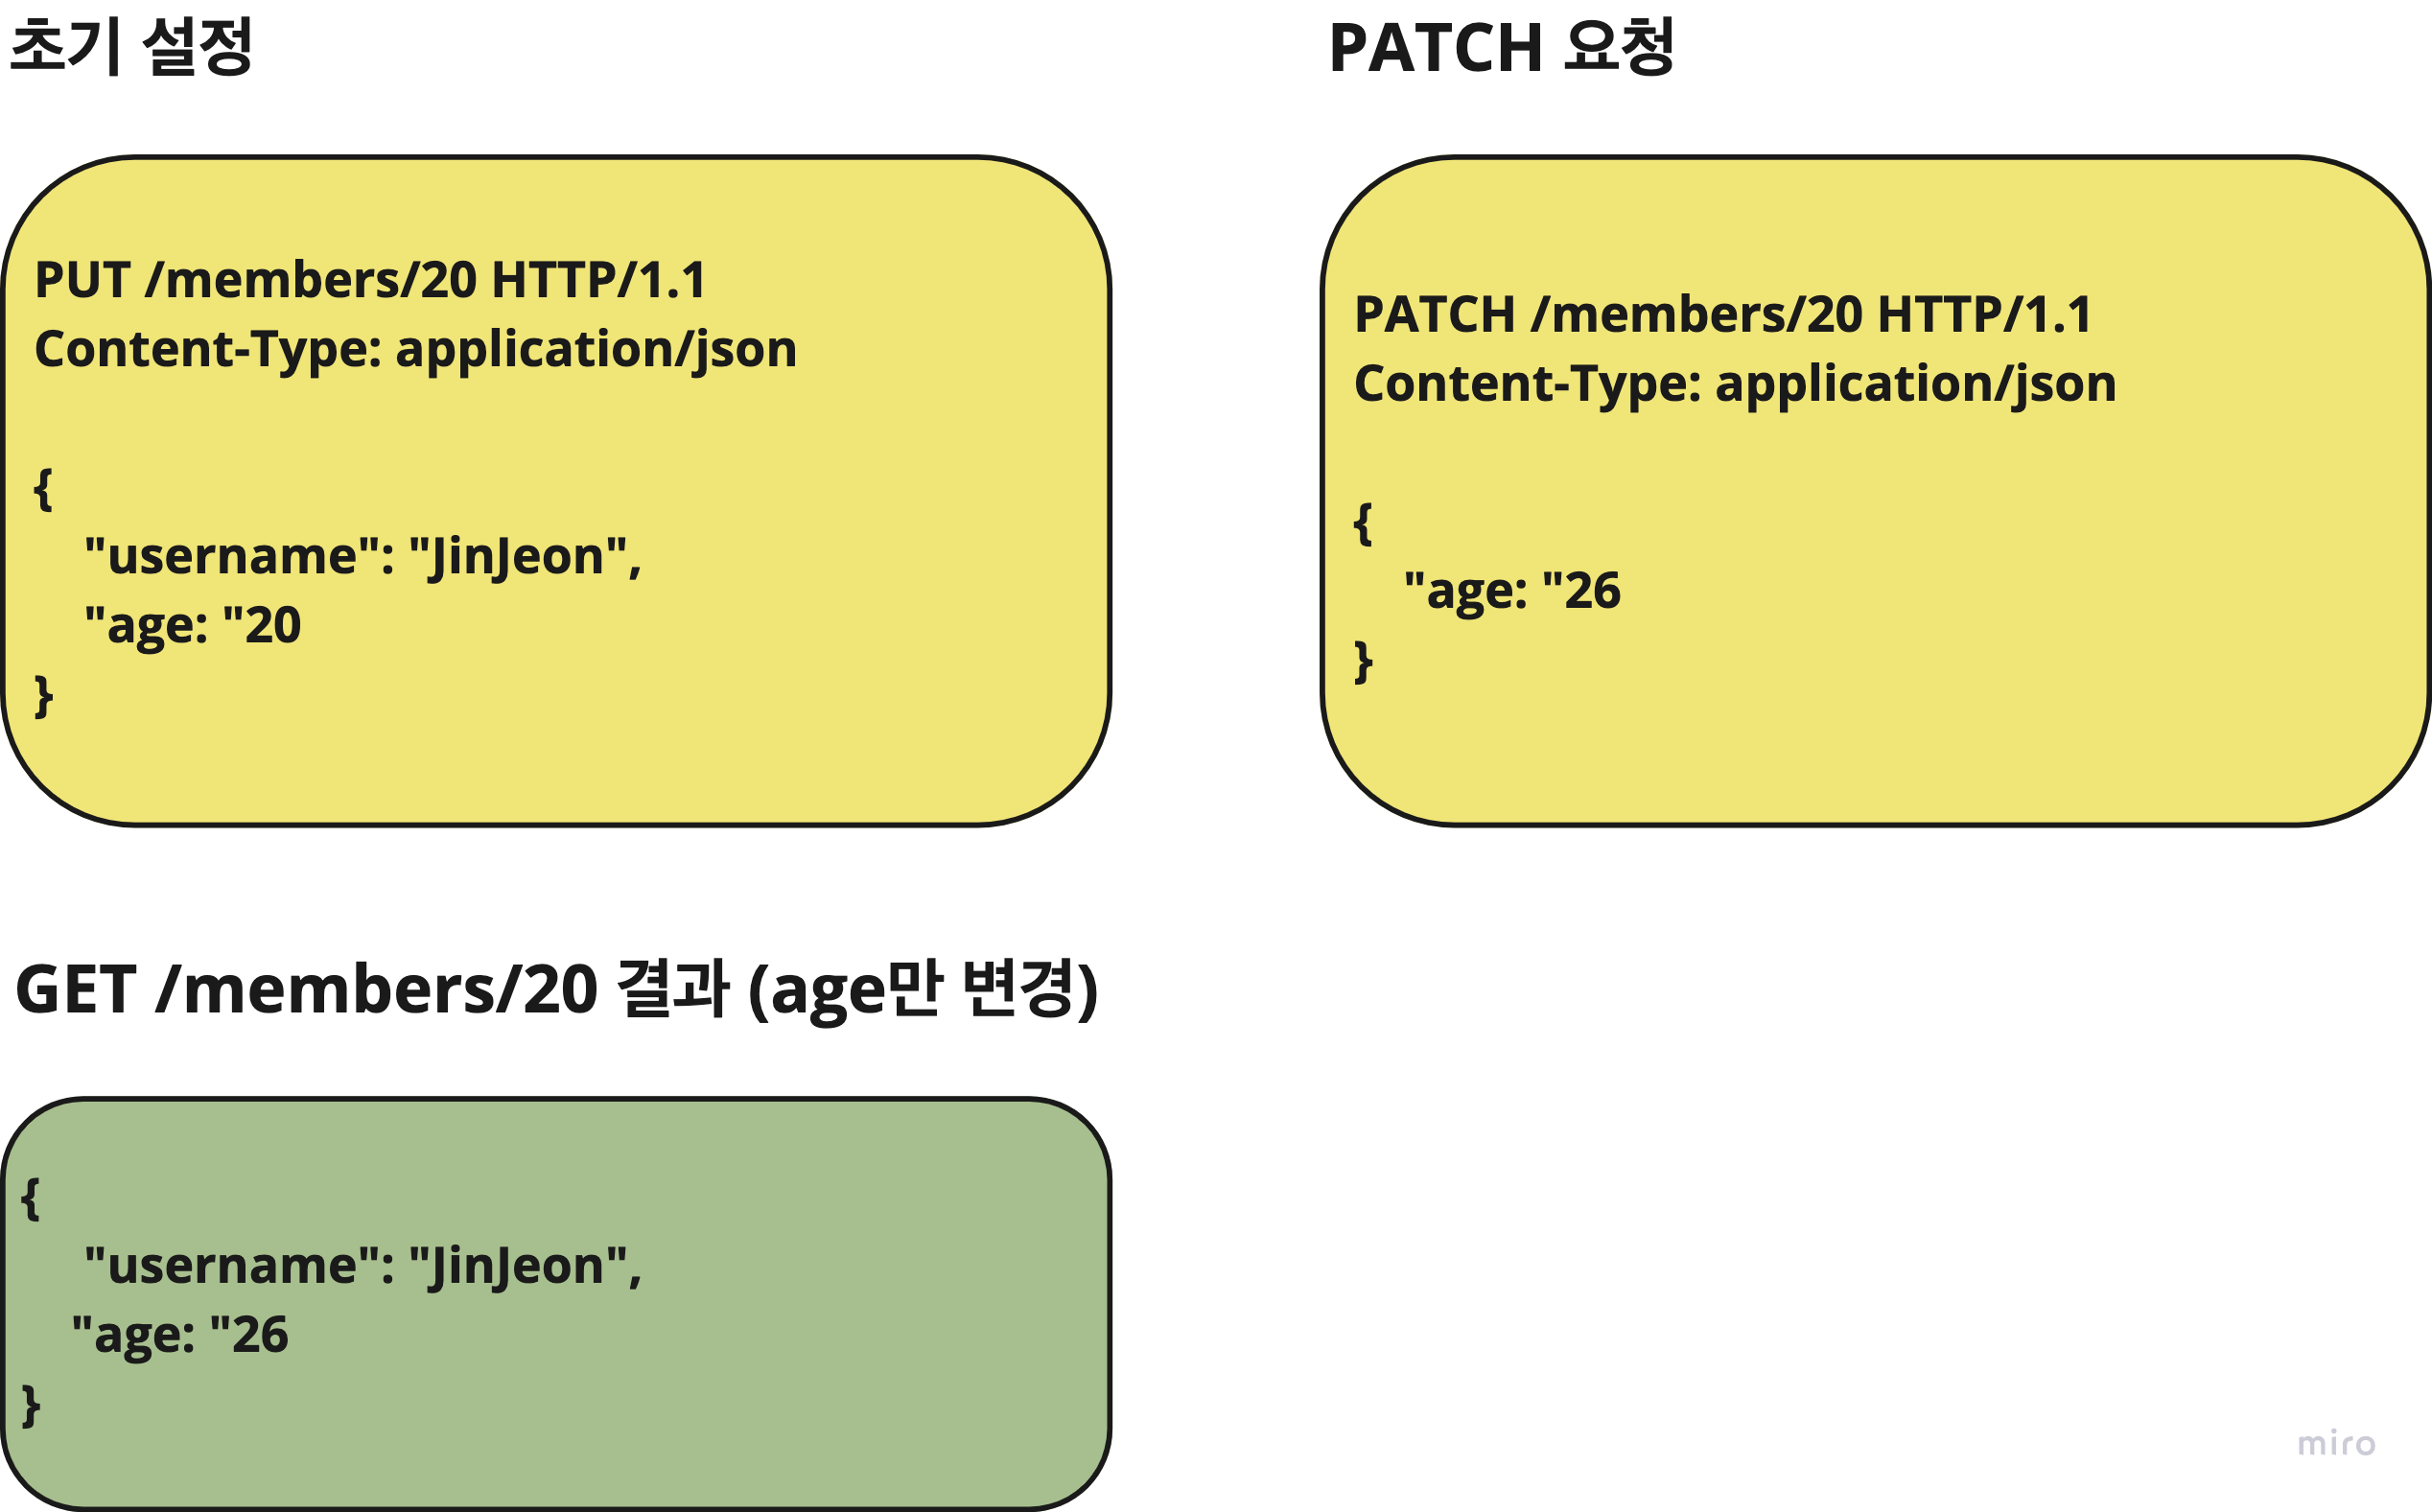 초기 설정
PUT /members/20 HTTP/1.1
Content-Type: application/json
{
"username": "JinJeon",
"age: "20
}
PATCH 요청
PATCH /members/20 HTTP/1.1
Content-Type: application/json
{
"age: "26
}
GET /members/20 결과 (age만 변경)
{
"username": "JinJeon",
"age: "26
}
miro